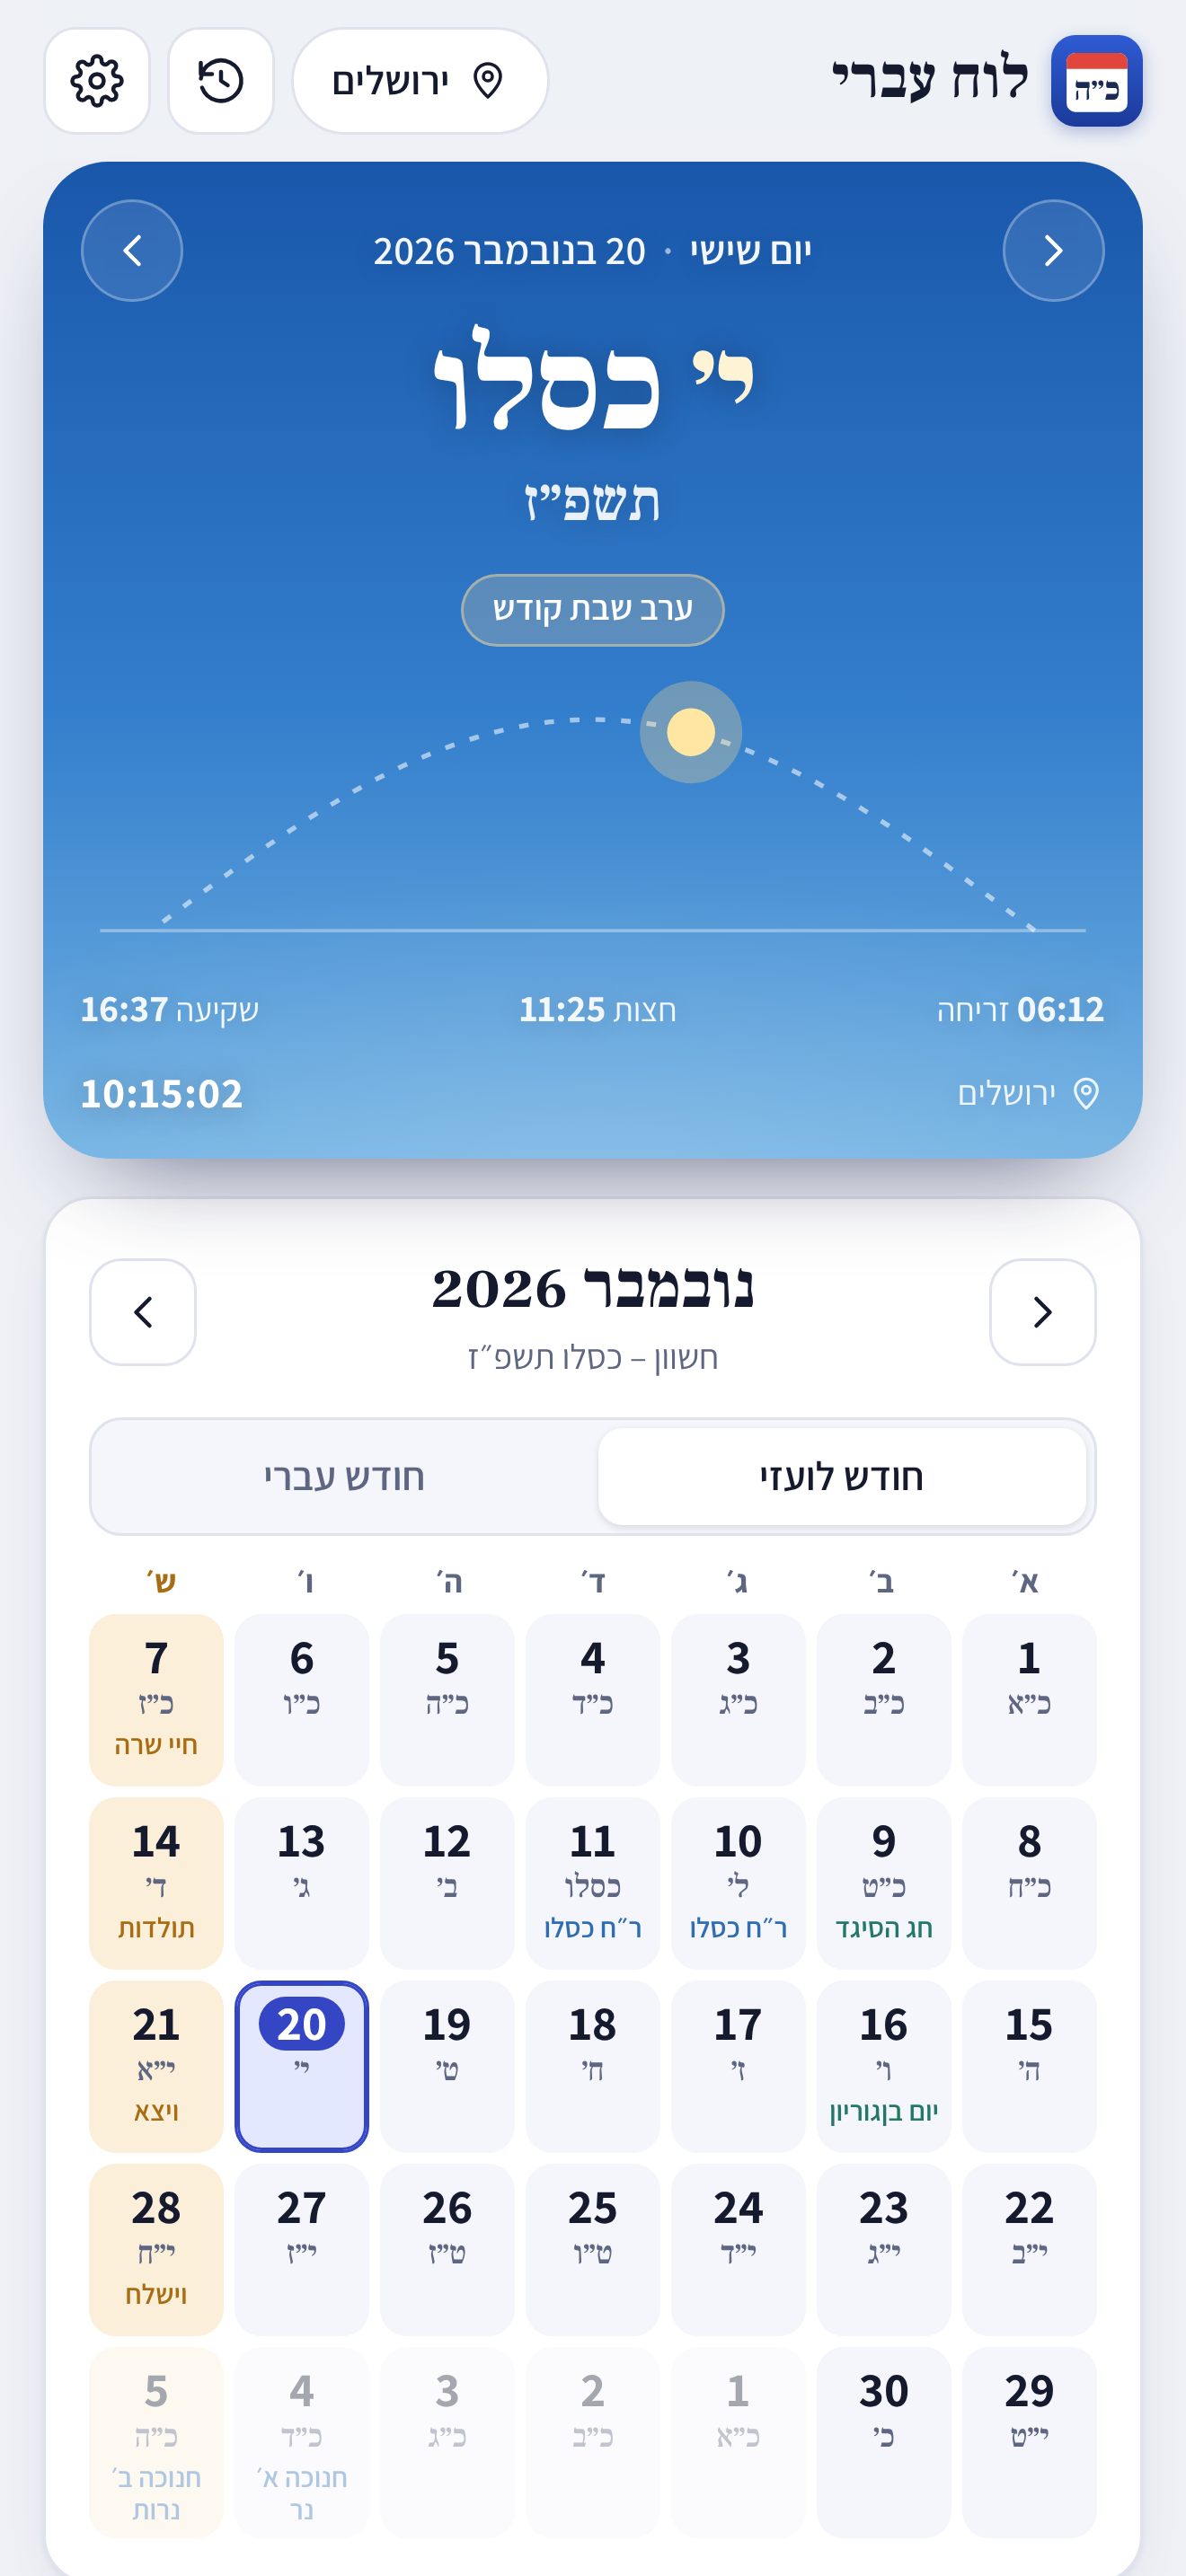 כ״ה
לוח עברי
ירושלים
יום שישי · 20 בנובמבר 2026
י׳ כסלו
תשפ״ז
ערב שבת קודש
06:12 זריחה
חצות 11:25
שקיעה 16:37
ירושלים
10:15:02
נובמבר 2026
חשוון – כסלו תשפ״ז
חודש לועזי
חודש עברי
א׳ ב׳ ג׳ ד׳ ה׳ ו׳ ש׳
1 2 3 4 5 6 7
כ״א כ״ב כ״ג כ״ד כ״ה כ״ו כ״ז
חיי שרה
8 9 10 11 12 13 14
כ״ח כ״ט ל׳ כסלו ב׳ ג׳ ד׳
חג הסיגד ר״ח כסלו ר״ח כסלו תולדות
15 16 17 18 19 20 21
ה׳ ו׳ ז׳ ח׳ ט׳ י׳ י״א
יום בןגוריון ויצא
22 23 24 25 26 27 28
י״ב י״ג י״ד ט״ו ט״ז י״ז י״ח
וישלח
29 30 1 2 3 4 5
י״ט כ׳ כ״א כ״ב כ״ג כ״ד כ״ה
חנוכה א׳ חנוכה ב׳
נר נרות